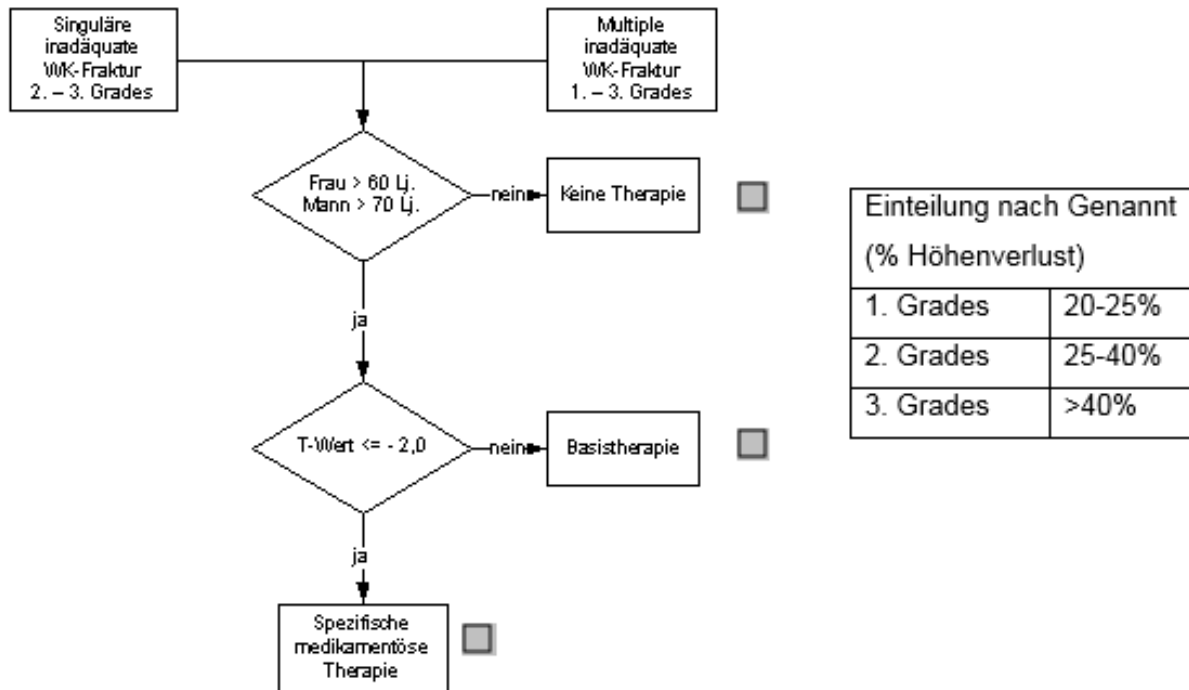 Singuläre
inadäquate
WK-Fraktur
2. – 3. Grades
Multiple
inadäquate
WK-Fraktur
1. – 3. Grades
Frau > 60 Lj.
Mann > 70 Lj.
nein
Keine Therapie
ja
T-Wert <= - 2,0
nein
Basistherapie
ja
Spezifische
medikamentöse
Therapie
Einteilung nach Genannt
(% Höhenverlust)
1. Grades 20-25%
2. Grades 25-40%
3. Grades >40%